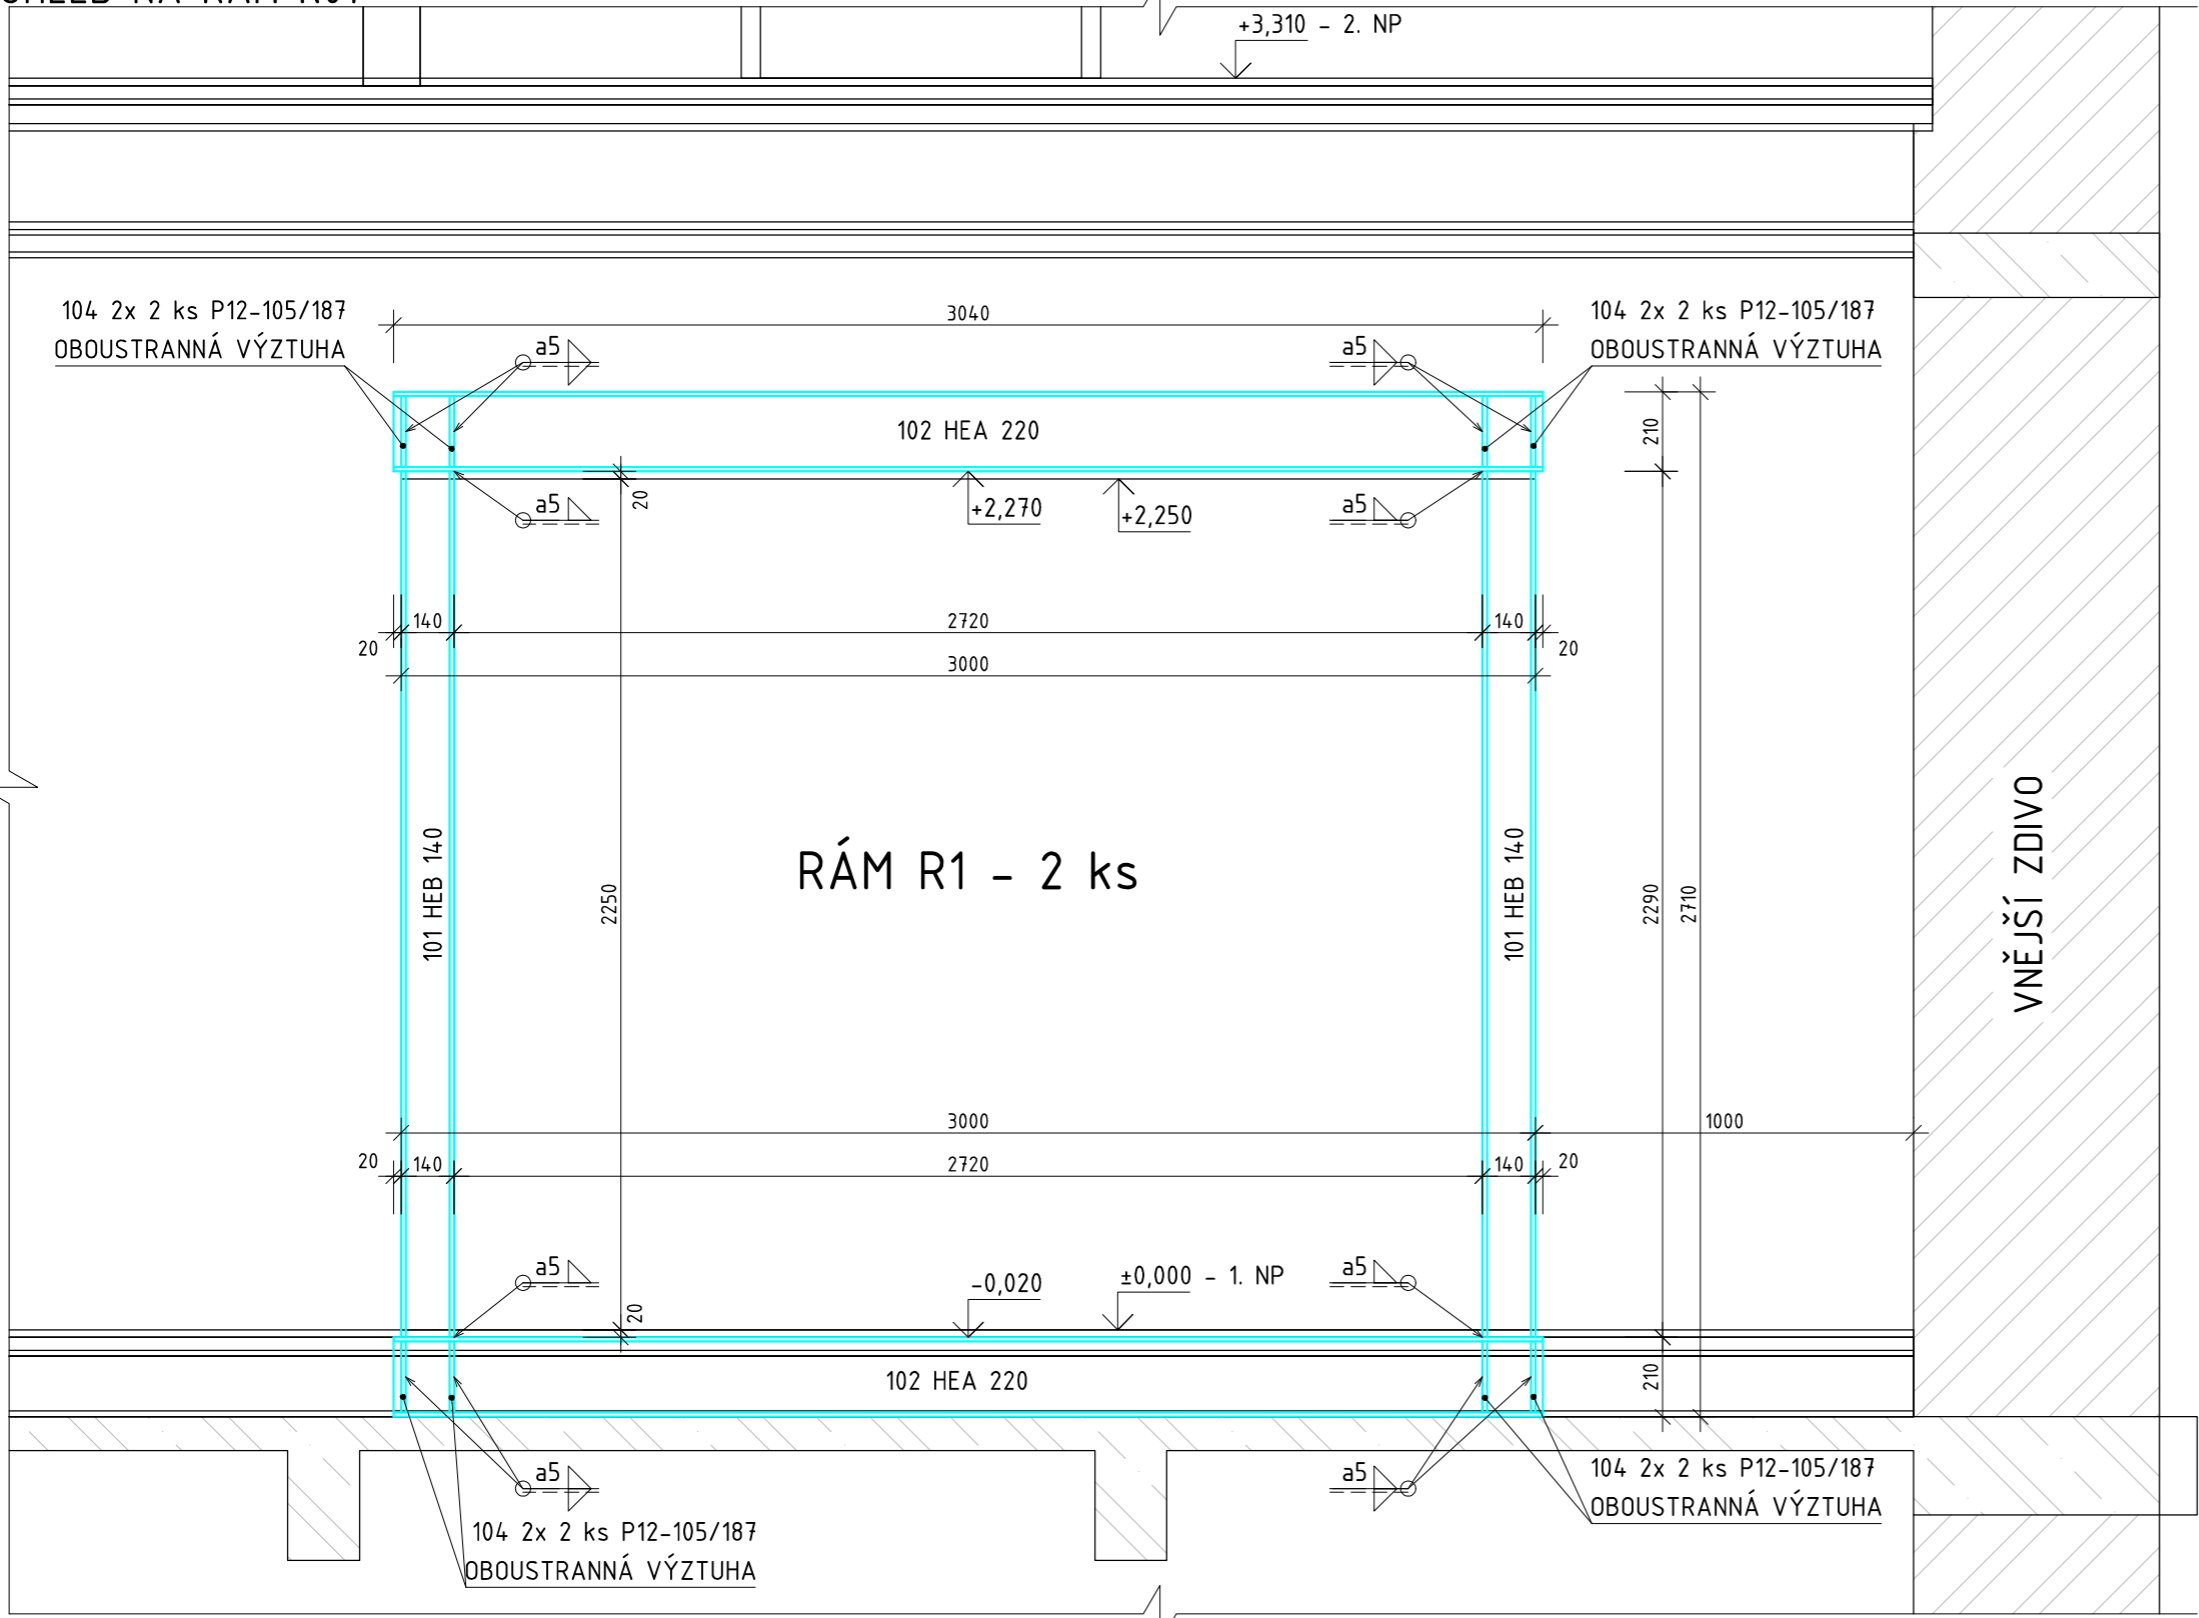 +3,310 - 2. NP
104 2x 2 ks P12-105/187
OBOUSTRANNÁ VÝZTUHA
3040
104 2x 2 ks P12-105/187
OBOUSTRANNÁ VÝZTUHA
a5
a5
102 HEA 220
210
20
a5
+2,270
+2,250
a5
140
2720
140
20
20
3000
101 HEB 140
2250
RÁM R1 - 2 ks
101 HEB 140
2290
2710
VNĚJŠÍ ZDIVO
3000
1000
20
140
2720
140
20
a5
20
-0,020
±0,000 - 1. NP
a5
102 HEA 220
210
a5
a5
104 2x 2 ks P12-105/187
OBOUSTRANNÁ VÝZTUHA
104 2x 2 ks P12-105/187
OBOUSTRANNÁ VÝZTUHA